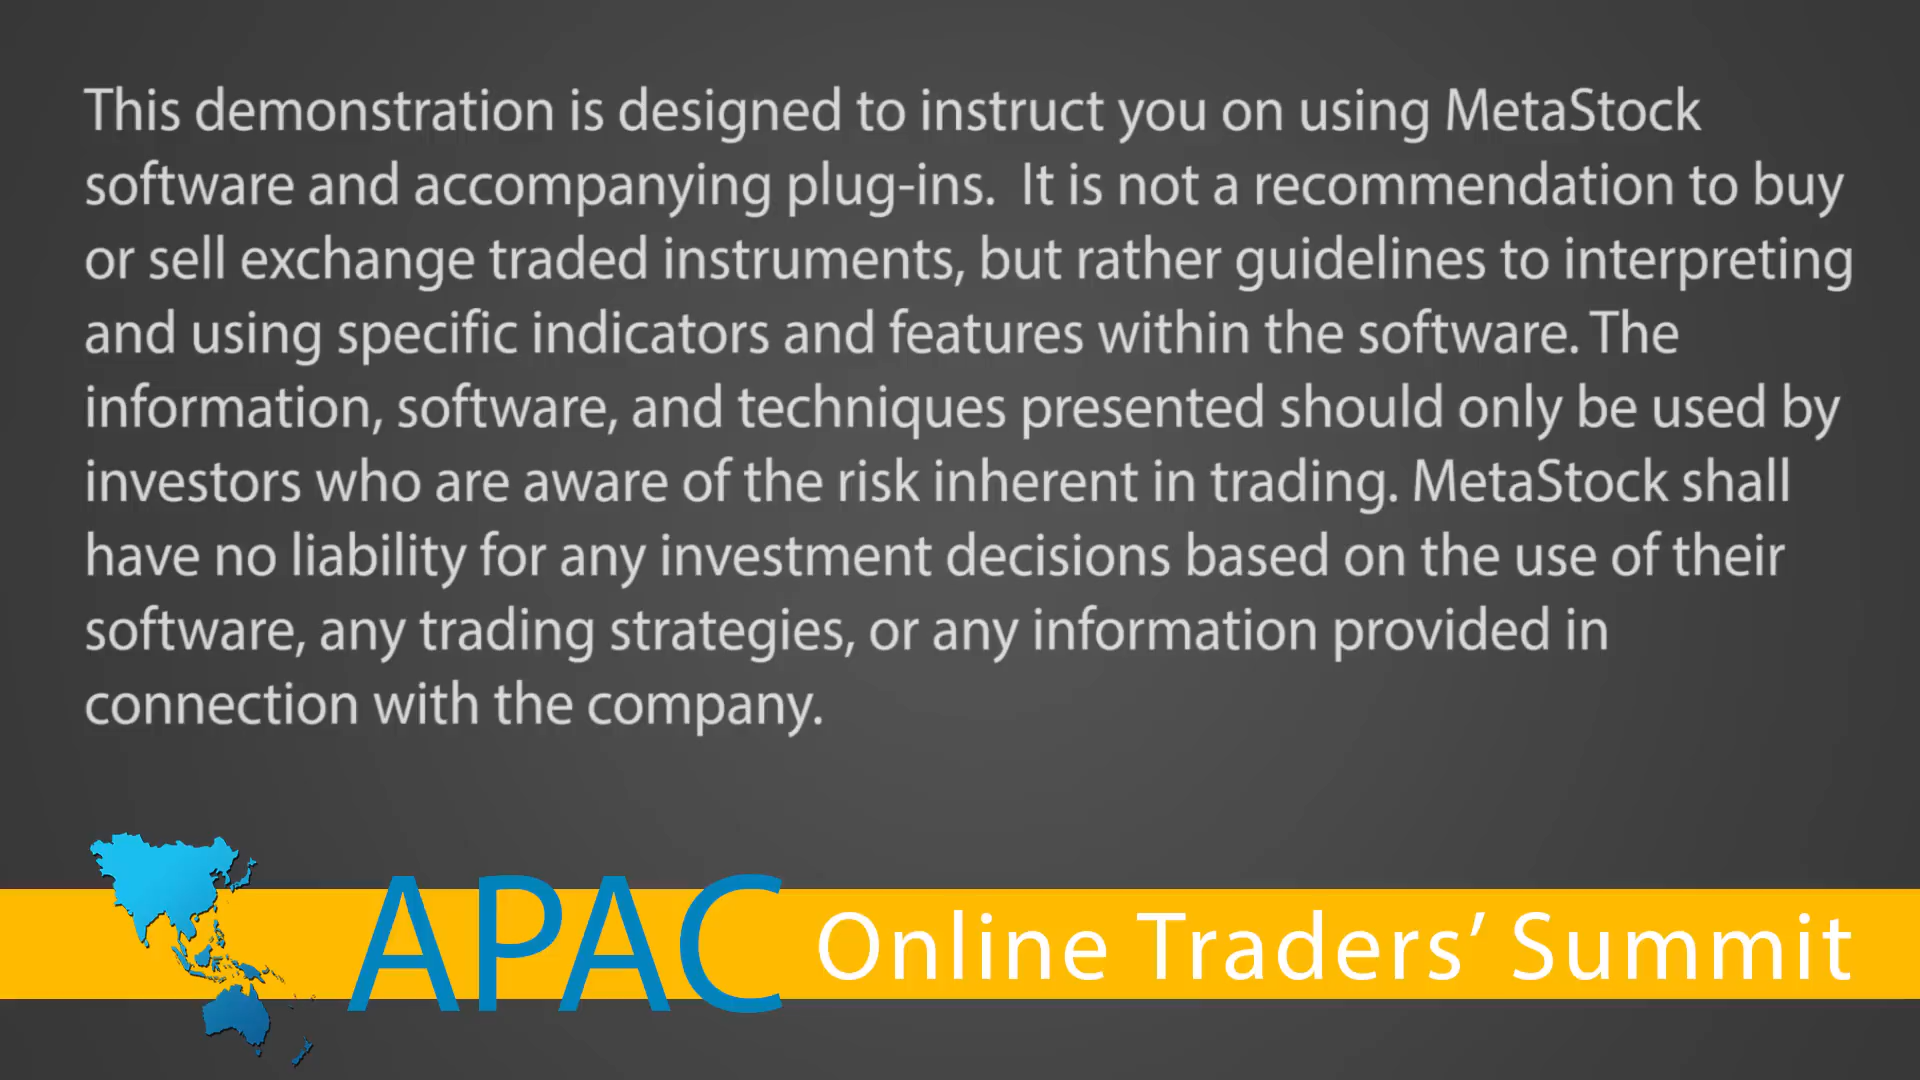 This demonstration is designed to instruct you on using MetaStock
software and accompanying plug-ins.  It is not a recommendation to buy
or sell exchange traded instruments, but rather guidelines to interpreting
and using specific indicators and features within the software. The
information, software, and techniques presented should only be used by
investors who are aware of the risk inherent in trading. MetaStock shall
have no liability for any investment decisions based on the use of their
software, any trading strategies, or any information provided in
connection with the company.
APAC Online Traders’ Summit